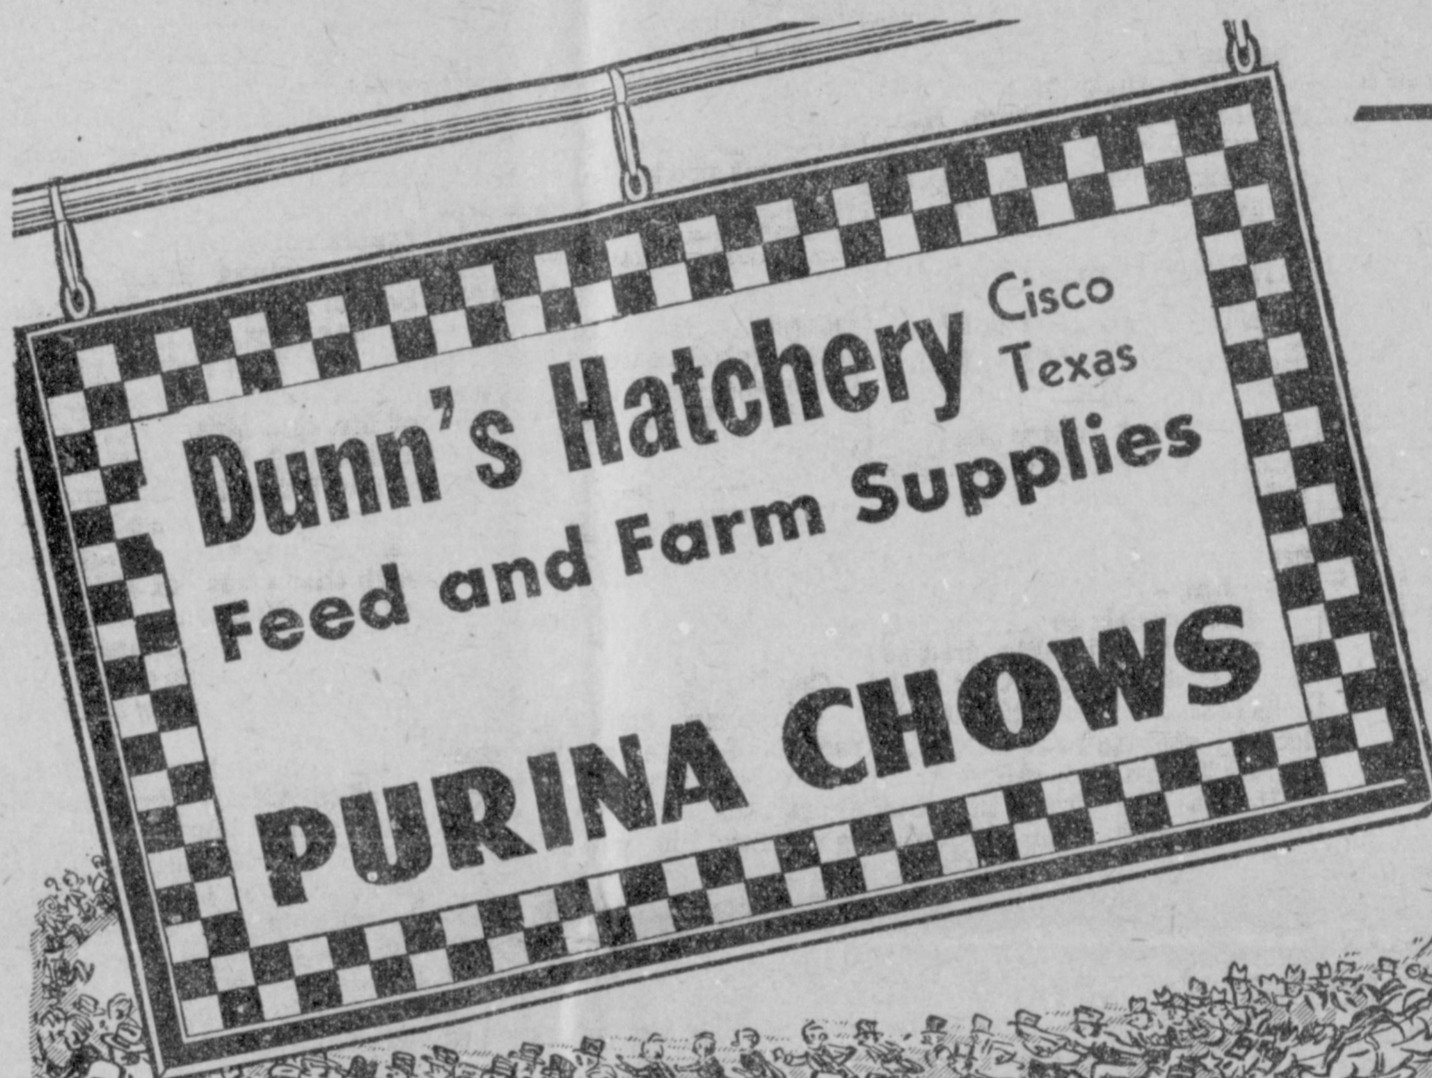 Dunn's Hatchery
Cisco
Texas
Feed and Farm Supplies
PURINA CHOWS